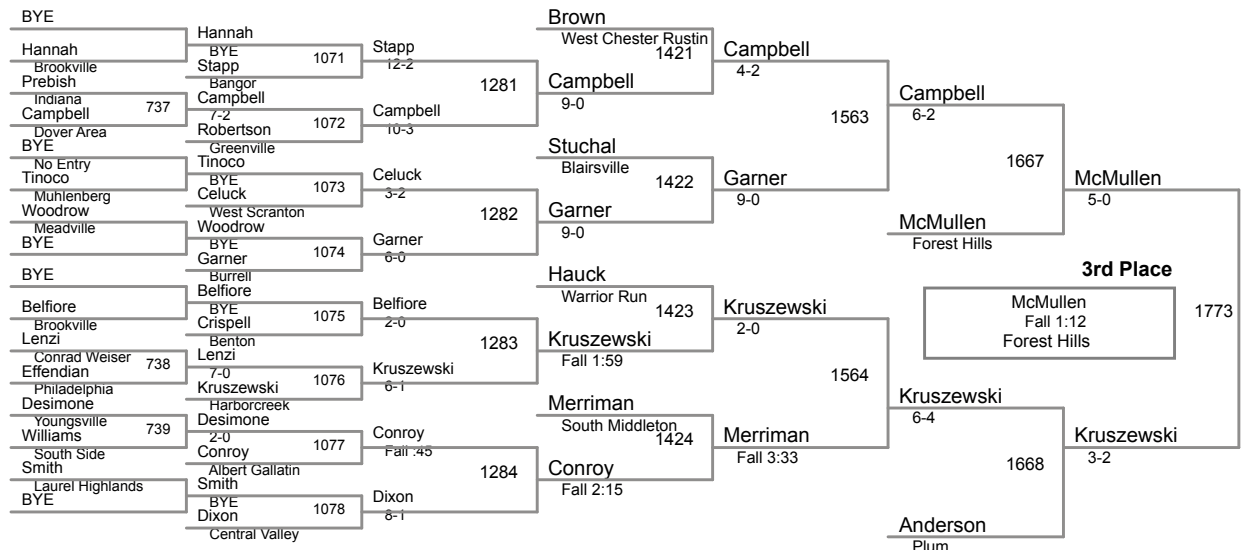 BYE
Hannah
Brookville
Prebish
Indiana
737
Campbell
Dover Area
BYE
No Entry
Tinoco
Muhlenberg
Woodrow
Meadville
BYE
BYE
Belfiore
Brookville
Lenzi
Conrad Weiser
738
Effendian
Philadelphia
Desimone
Youngsville
739
Williams
South Side
Smith
Laurel Highlands
BYE
Hannah
BYE
1071
Stapp
Bangor
Campbell
7-2
1072
Robertson
Greenville
Tinoco
BYE
1073
Celuck
West Scranton
Woodrow
BYE
1074
Garner
Burrell
Belfiore
BYE
1075
Crispell
Benton
Lenzi
7-0
1076
Kruszewski
Harborcreek
Desimone
2-0
1077
Conroy
Albert Gallatin
Smith
BYE
1078
Dixon
Central Valley
Stapp
12-2
1281
Campbell
10-3
Celuck
3-2
1282
Garner
6-0
Belfiore
2-0
1283
Kruszewski
6-1
Conroy
Fall :45
1284
Dixon
8-1
Brown
West Chester Rustin
1421
Campbell
9-0
Stuchal
Blairsville
1422
Garner
9-0
Hauck
Warrior Run
1423
Kruszewski
Fall 1:59
Merriman
South Middleton
1424
Conroy
Fall 2:15
Campbell
4-2
1563
Garner
9-0
Kruszewski
2-0
1564
Merriman
Fall 3:33
Campbell
6-2
1667
McMullen
Forest Hills
Kruszewski
6-4
1668
Anderson
Plum
McMullen
5-0
3rd Place
McMullen
Fall 1:12
Forest Hills
1773
Kruszewski
3-2